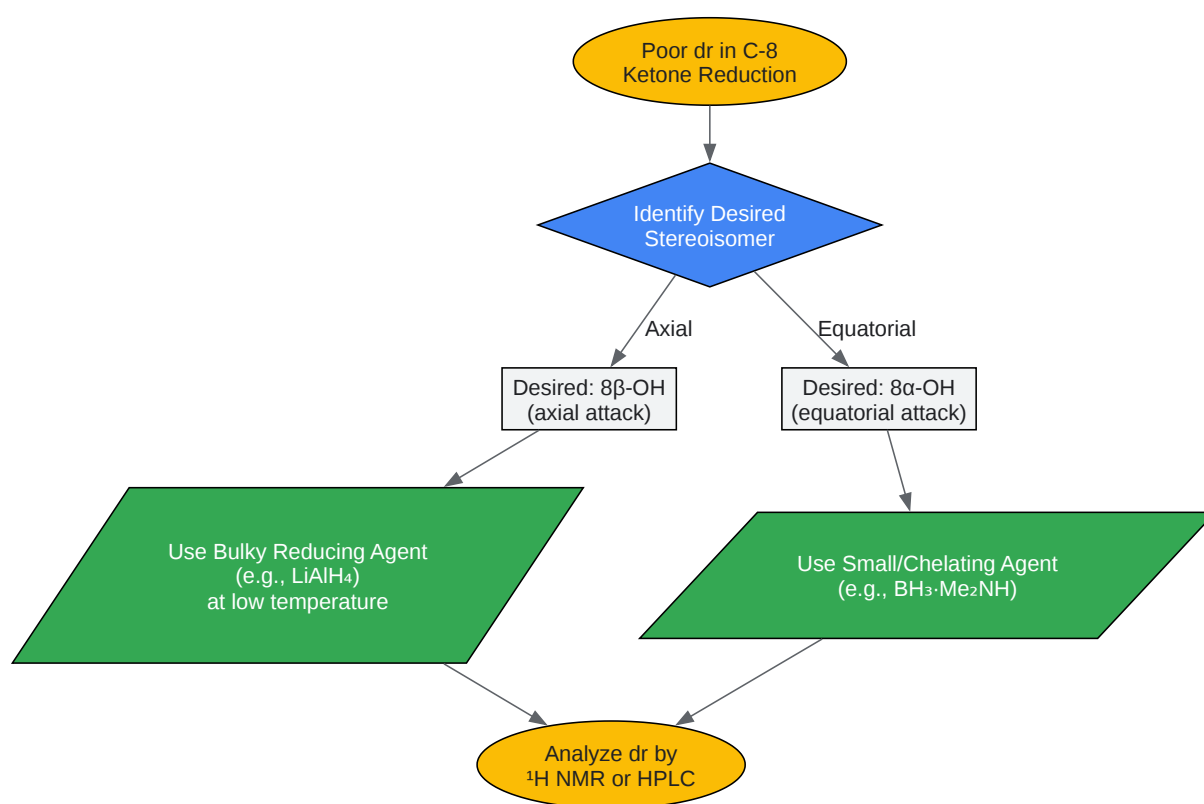 Poor dr in C-8
Ketone Reduction
Identify Desired
Stereoisomer
Axial
Equatorial
Desired: 8β-OH
(axial attack)
Desired: 8α-OH
(equatorial attack)
Use Bulky Reducing Agent
(e.g., LiAlH₄)
at low temperature
Use Small/Chelating Agent
(e.g., BH₃·Me₂NH)
Analyze dr by
¹H NMR or HPLC